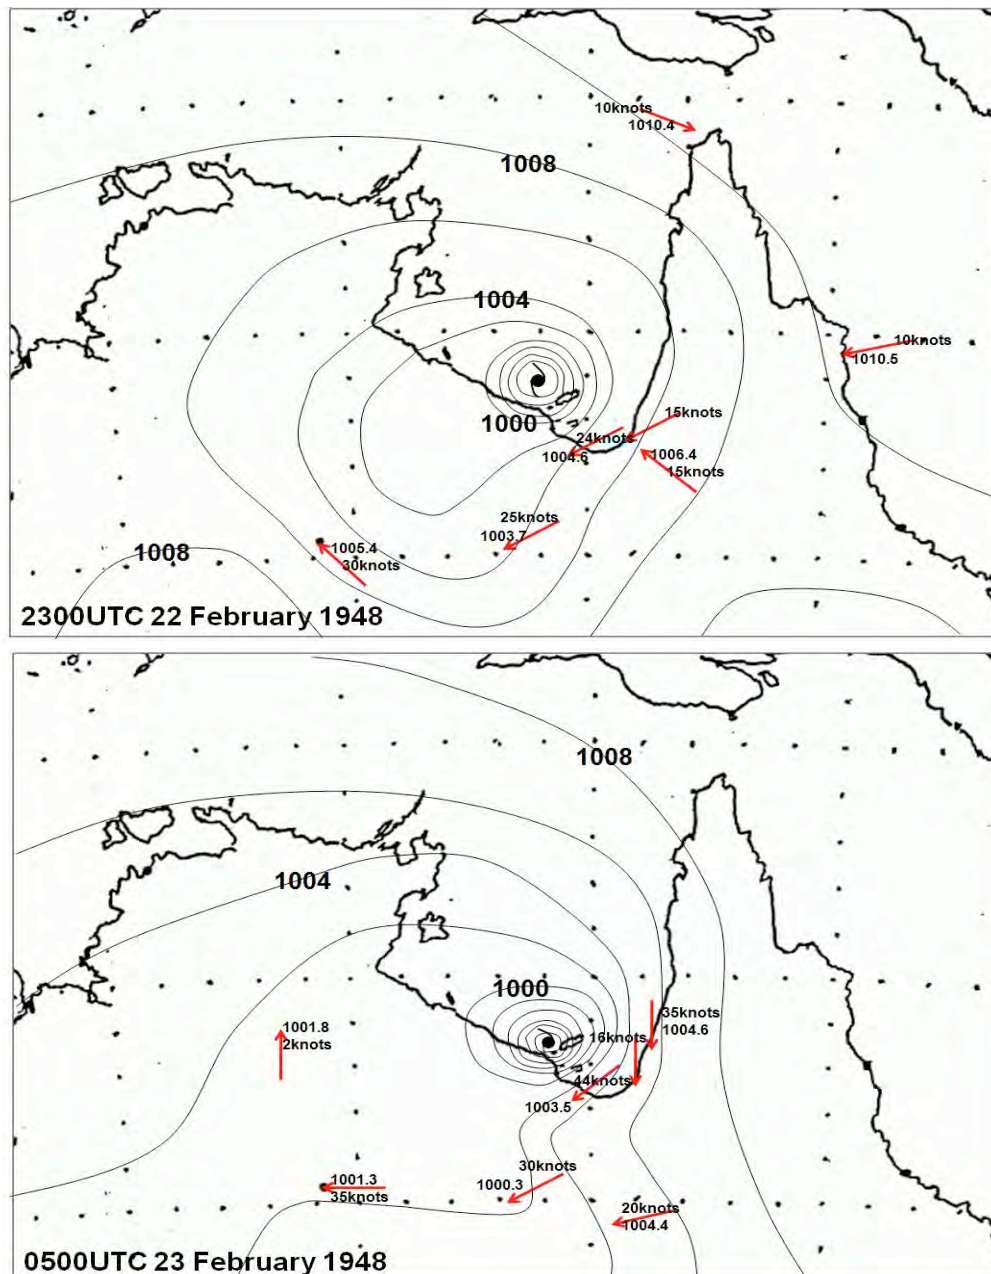 10knots
1010.4
1008
1004
10knots
1010.5
1000
15knots
24knots
1004.6
1006.4
15knots
25knots
1003.7
1005.4
30knots
1008
2300UTC 22 February 1948
1008
1004
1000
35knots
1004.6
16knots
1001.8
2knots
44knots
1003.5
30knots
1000.3
1001.3
35knots
20knots
1004.4
0500UTC 23 February 1948